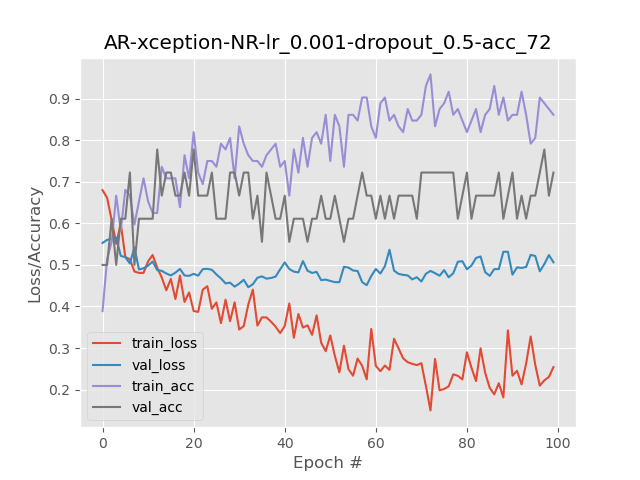 AR-xception-NR-lr_0.001-dropout_0.5-acc_72
Loss/Accuracy
0.9
0.8
0.7
0.6
0.5
0.4
0.3
0.2
train_loss
val_loss
train_acc
val_acc
0 20 40 60 80 100
Epoch #